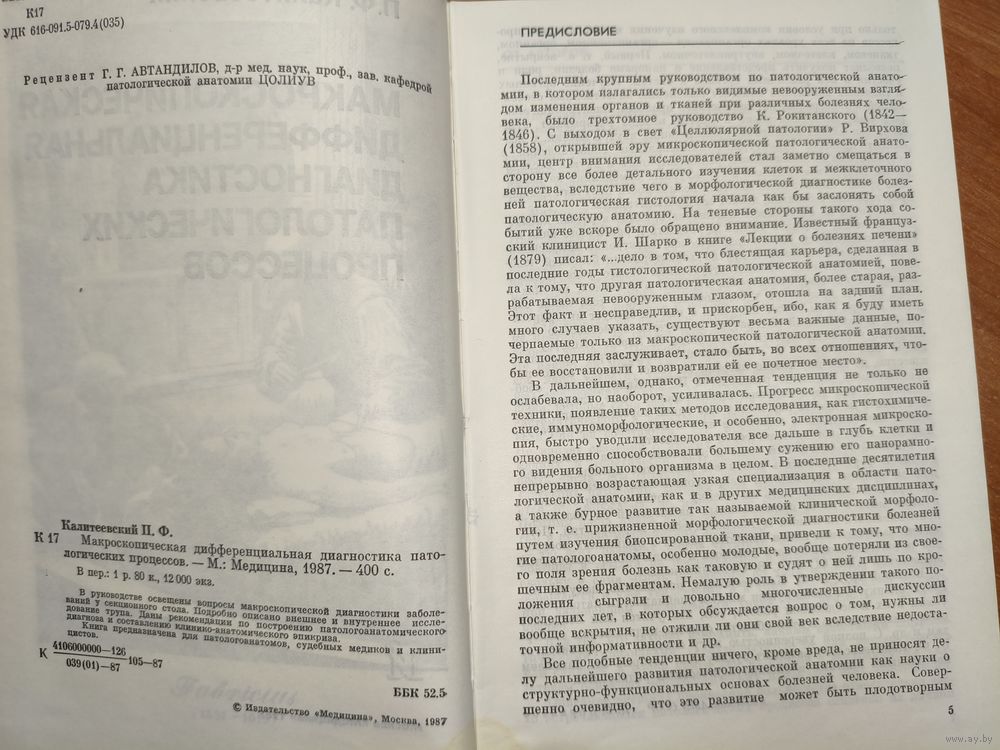 К17
УДК 616-091.5-079.4(035)
Рецензент Г. Г. АВТАНДИЛОВ, д-р мед. наук, проф., зав. кафедрой
патологической анатомии ЦОЛИУВ
Калитеевский П. Ф.
К 17 Макроскопическая дифференциальная диагностика пато-
логических процессов. — М.: Медицина, 1987. — 400 с.
В пер.: 1 р. 80 к., 12 000 экз.
В руководстве освещены вопросы макроскопической диагностики заболе-
ваний у секционного стола. Подробно описано внешнее и внутреннее иссле-
дование трупа. Даны рекомендации по построению патологоанатомического
диагноза и составлению клинико-анатомического эпикриза.
Книга предназначена для патологоанатомов, судебных медиков и клини-
цистов.
К 4106000000—126
039(01)—87 105—87
ББК 52.5
© Издательство «Медицина», Москва, 1987
ПРЕДИСЛОВИЕ
Последним крупным руководством по патологической анато-
мии, в котором излагались только видимые невооруженным взгля-
дом изменения органов и тканей при различных болезнях чело-
века, было трехтомное руководство К. Рокитанского (1842—
1846). С выходом в свет «Целлюлярной патологии» Р. Вирхова
(1858), открывшей эру микроскопической патологической анато-
мии, центр внимания исследователей стал заметно смещаться в
сторону все более детального изучения клеток и межклеточного
вещества, вследствие чего в морфологической диагностике болез-
ней патологическая гистология начала как бы заслонять собой
патологическую анатомию. На теневые стороны такого хода со-
бытий уже вскоре было обращено внимание. Известный француз-
ский клиницист И. Шарко в книге «Лекции о болезнях печени»
(1879) писал: «...дело в том, что блестящая карьера, сделанная в
последние годы гистологической патологической анатомией, пове-
ла к тому, что другая патологическая анатомия, более старая, раз-
рабатываемая невооруженным глазом, отошла на задний план.
Этот факт и несправедлив, и прискорбен, ибо, как я буду иметь
много случаев указать, существуют весьма важные данные, по-
черпаемые только из макроскопической патологической анатомии.
Эта последняя заслуживает, стало быть, во всех отношениях, что-
бы ее восстановили и возвратили ей ее почетное место».
В дальнейшем, однако, отмеченная тенденция не только не
ослабевала, но наоборот, усиливалась. Прогресс микроскопической
техники, появление таких методов исследования, как гистохимиче-
ские, иммуноморфологические, и особенно, электронная микроско-
пия, быстро уводили исследователя все дальше в глубь клетки и
одновременно способствовали большему сужению его панорамно-
го видения больного организма в целом. В последние десятилетия
непрерывно возрастающая узкая специализация в области пато-
логической анатомии, как и в других медицинских дисциплинах,
а также бурное развитие так называемой клинической морфоло-
гии, т. е. прижизненной морфологической диагностики болезней
путем изучения биопсированной ткани, привели к тому, что мно-
гие патологоанатомы, особенно молодые, вообще потеряли из свое-
го поля зрения болезнь как таковую и судят о ней лишь по кро-
шечным ее фрагментам. Немалую роль в утверждении такого по-
ложения сыграли и довольно многочисленные дискуссии
последних лет, в которых обсуждается вопрос о том, нужны ли
вообще вскрытия, не отжили ли они свой век вследствие недоста-
точной информативности и др.
Все подобные тенденции ничего, кроме вреда, не приносят де-
лу дальнейшего развития патологической анатомии как науки о
структурно-функциональных основах болезней человека. Совер-
шенно очевидно, что это развитие может быть плодотворным
5
www.ay.by